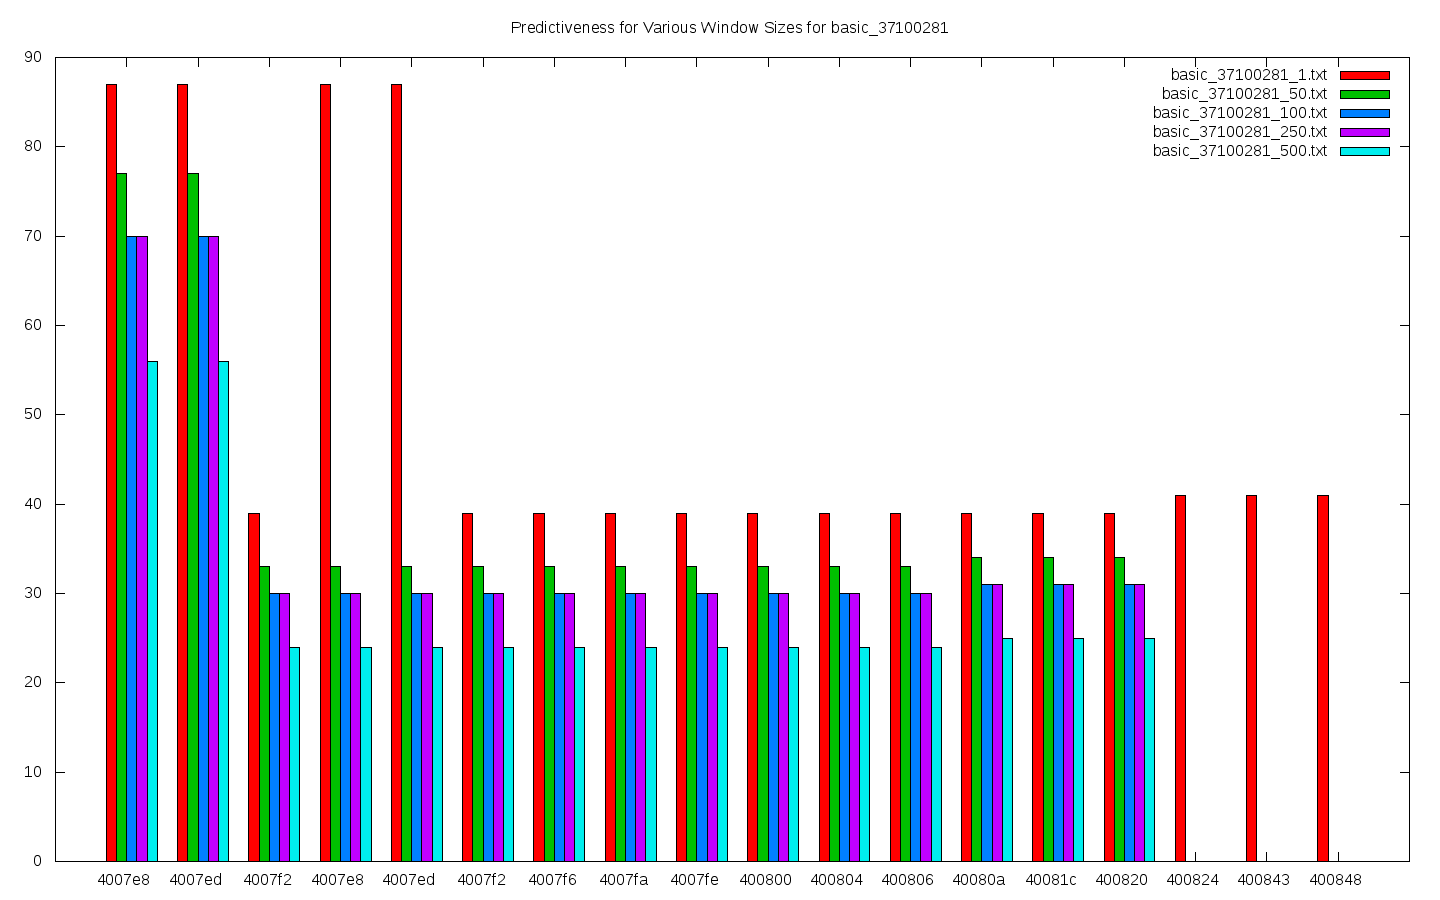 Predictiveness for Various Window Sizes for basic_37100281
90
80
70
60
50
40
30
20
10
0
basic_37100281_1.txt
basic_37100281_50.txt
basic_37100281_100.txt
basic_37100281_250.txt
basic_37100281_500.txt
4007e8 4007ed 4007f2 4007e8 4007ed 4007f2 4007f6 4007fa 4007fe 400800 400804 400806 40080a 40081c 400820 400824 400843 400848